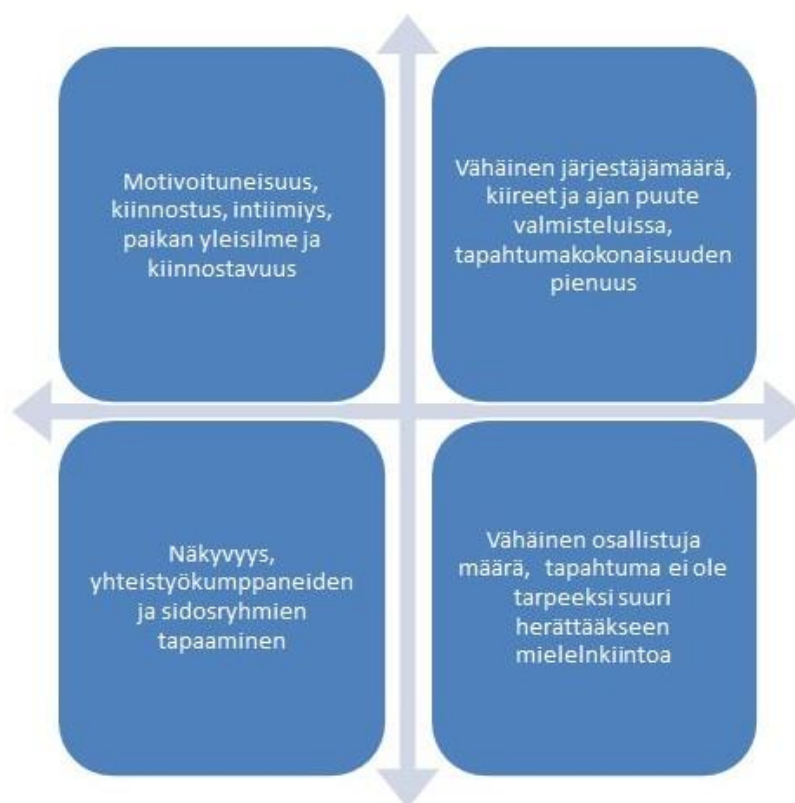 Motivoituneisuus,
kiinnostus, intiimiys,
paikan yleisilme ja
kiinnostavuus
Vähäinen järjestäjämäärä,
kiireet ja ajan puute
valmisteluissa,
tapahtumakokonaisuuden
pienuus
Näkyvyys,
yhteistyökumppaneiden
ja sidosryhmien
tapaaminen
Vähäinen osallistuja
määrä, tapahtuma ei ole
tarpeeksi suuri
herättääkseen
mielelnkiintoa